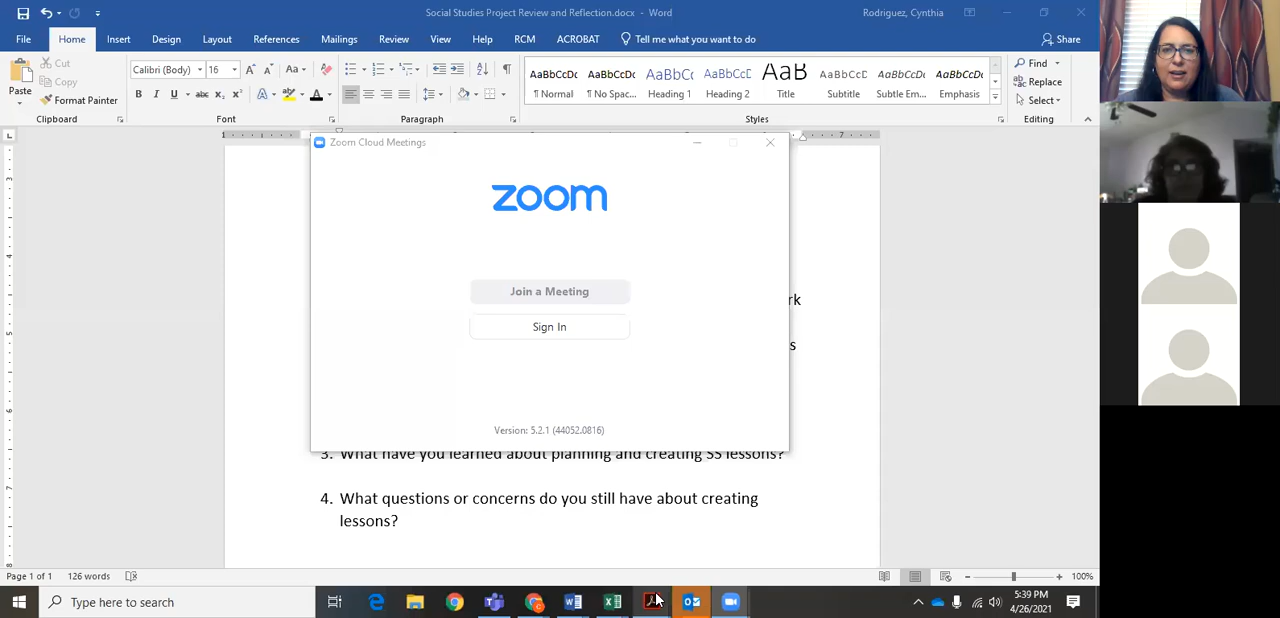 Social Studies Project Review and Reflection.docx - Word
Rodriguez, Cynthia
File Home Insert Design Layout References Mailings Review View Help RCM ACROBAT Tell me what you want to do
Share
Paste
Cut
Copy
Format Painter
Calibri (Body) 16
Aa
B I U abc x₂ x² A A
AaBbCcDc AaBbCcDc AaBbCc AaBbCcD AaB AaBbCcD AaBbCcDc AaBbCcDc
¶ Normal ¶ No Spac... Heading 1 Heading 2 Title Subtitle Subtle Em... Emphasis
Find
Replace
Select
Clipboard Font Paragraph Styles Editing
Zoom Cloud Meetings
zoom
Join a Meeting
Sign In
Version: 5.2.1 (44052.0816)
rk
s
3. What have you learned about planning and creating SS lessons?
4. What questions or concerns do you still have about creating
lessons?
Page 1 of 1 126 words
100%
Type here to search
5:39 PM
4/26/2021